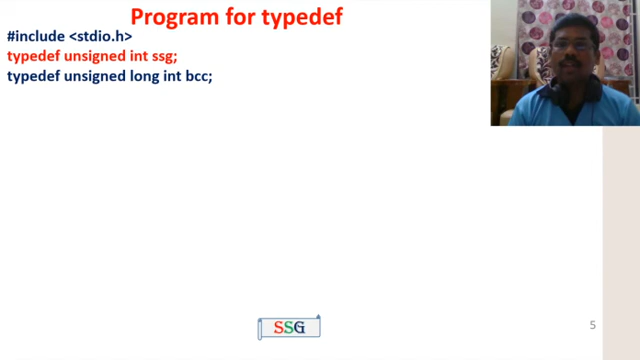 Program for typedef
#include <stdio.h>
typedef unsigned int ssg;
typedef unsigned long int bcc;
SSG
5